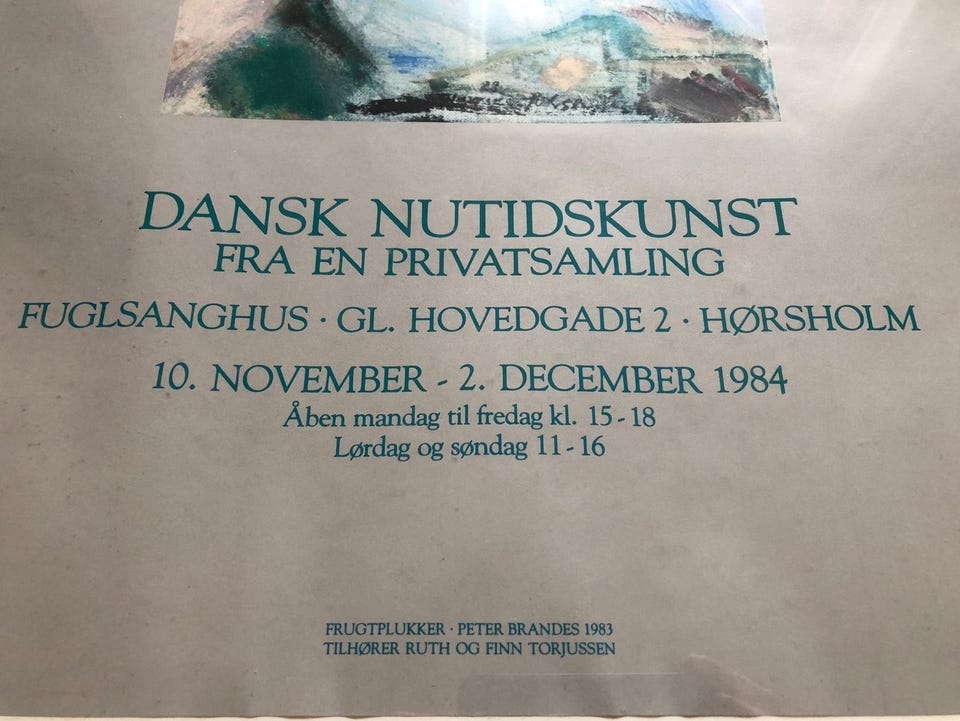 DANSK NUTIDSKUNST
FRA EN PRIVATSAMLING
FUGLSANGHUS · GL. HOVEDGADE 2 · HØRSHOLM
10. NOVEMBER - 2. DECEMBER 1984
Åben mandag til fredag kl. 15-18
Lørdag og søndag 11-16
FRUGTPLUKKER · PETER BRANDES 1983
TILHØRER RUTH OG FINN TORJUSSEN